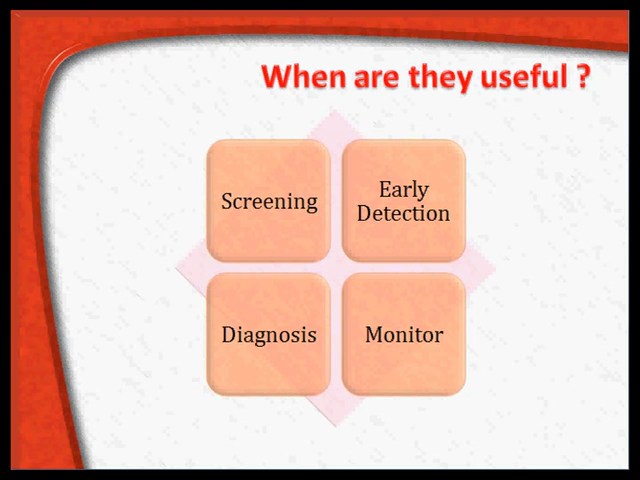 When are they useful ?
Screening
Early
Detection
Diagnosis
Monitor